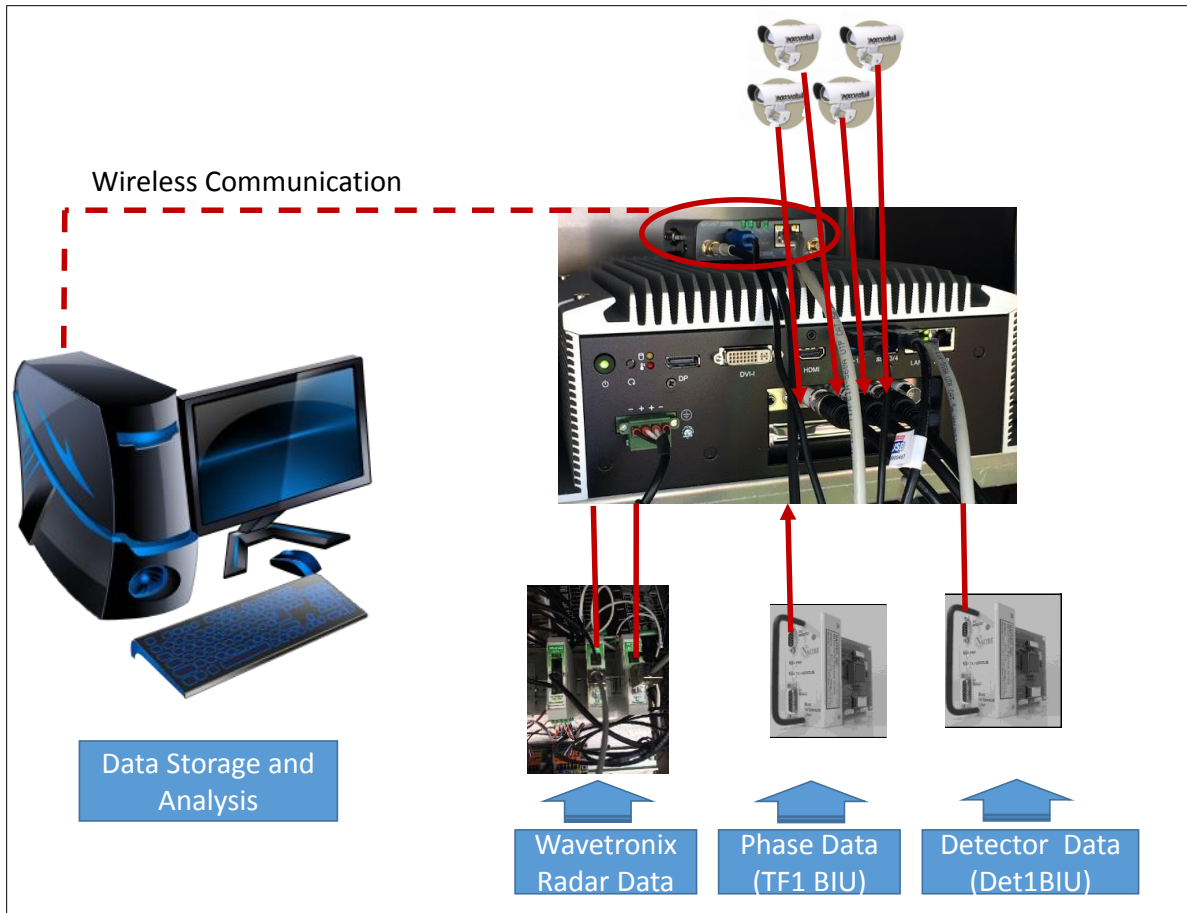 Wireless Communication
DP
DVI-I
HDMI
LAN
Data Storage and
Analysis
Wavetronix
Radar Data
Phase Data
(TF1 BIU)
Detector Data
(Det1BIU)